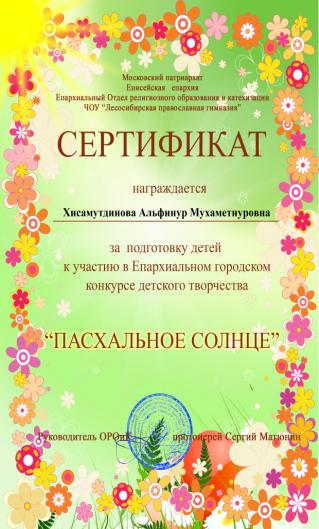 Московский патриархат
Енисейская епархия
Епархиальный Отдел религиозного образования и катехизации
ЧОУ “Лесосибирская православная гимназия”
СЕРТИФИКАТ
награждается
Хисамутдинова Альфинур Мухаметнуровна
за подготовку детей
к участию в Епархиальном городском
конкурсе детского творчества
“ПАСХАЛЬНОЕ СОЛНЦЕ”
Руководитель ОРОиК протоиерей Сергий Матюнин